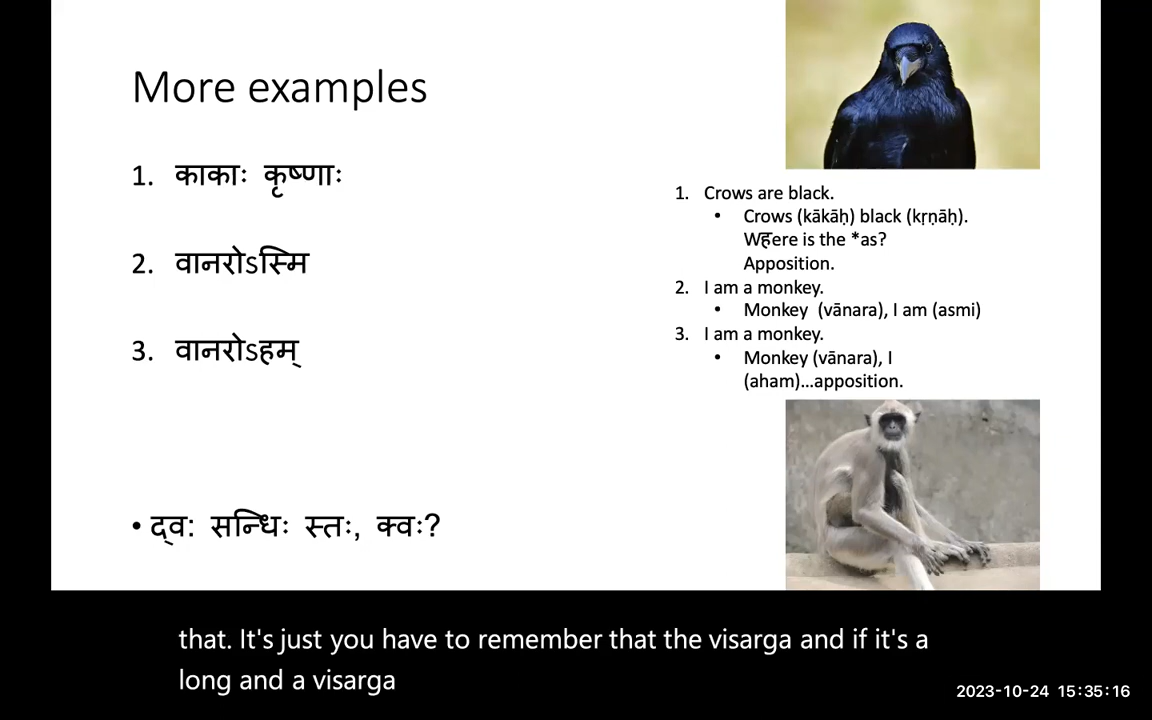 More examples
1. काकाः कृष्णाः
2. वानरोऽस्मि
3. वानरोऽहम्
• द्व: सन्धिः स्तः, क्वः?
1. Crows are black.
• Crows (kākāḥ) black (kṛṇāḥ).
Wहere is the *as?
Apposition.
2. I am a monkey.
• Monkey (vānara), I am (asmi)
3. I am a monkey.
• Monkey (vānara), I
(aham)...apposition.
that. It's just you have to remember that the visarga and if it's a
long and a visarga
2023-10-24 15:35:16